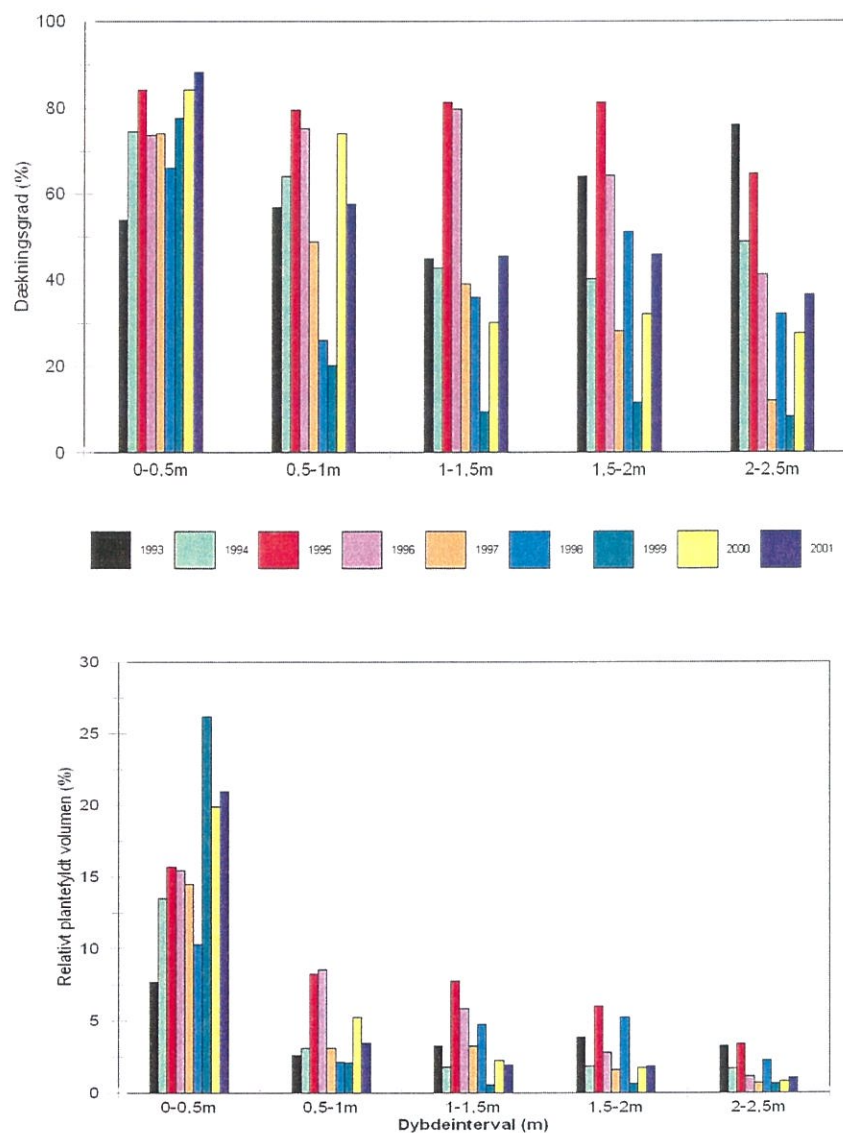 100
80
60
40
20
0
Dækningsgrad (%)
0-0,5m 0,5-1m 1-1,5m 1,5-2m 2-2,5m
1993 1994 1995 1996 1997 1998 1999 2000 2001
30
25
20
15
10
5
0
Relativt plantefyldt volumen (%)
0-0,5m 0,5-1m 1-1,5m 1,5-2m 2-2,5m
Dybdeinterval (m)